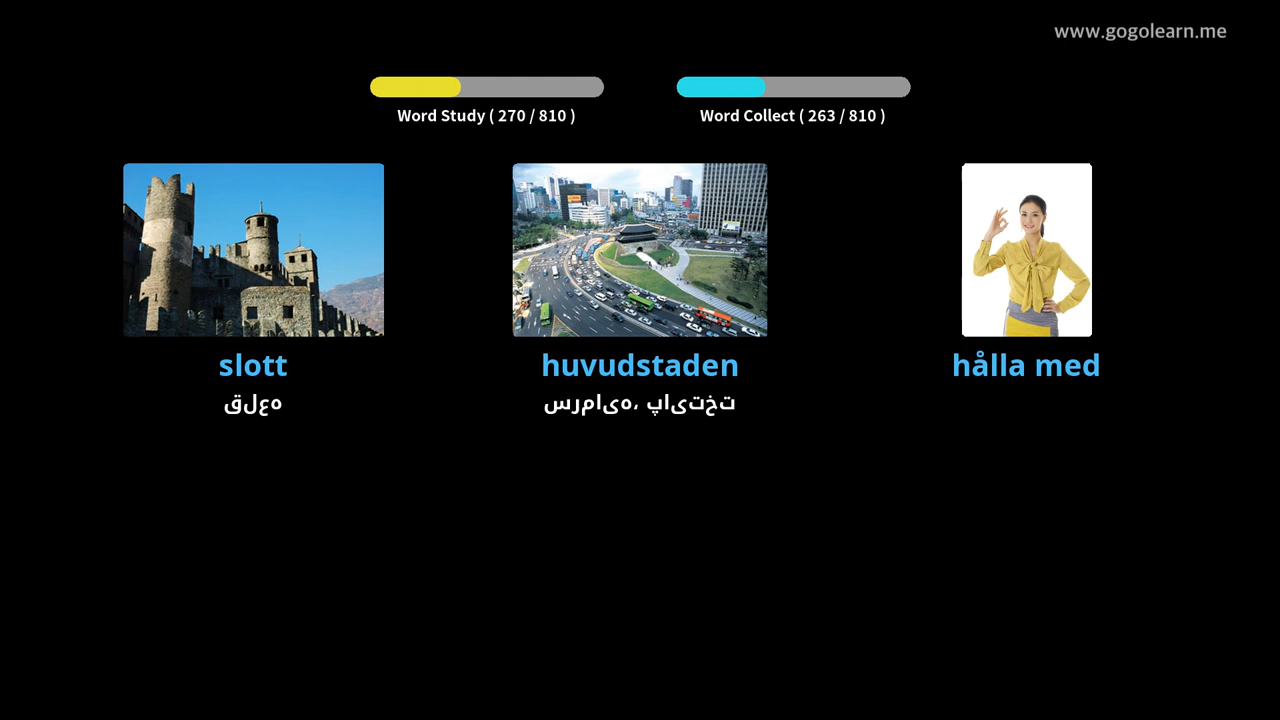 www.gogolearn.me
Word Study ( 270 / 810 )
Word Collect ( 263 / 810 )
slott
قلعه
huvudstaden
سرمایه، پایتخت
hålla med